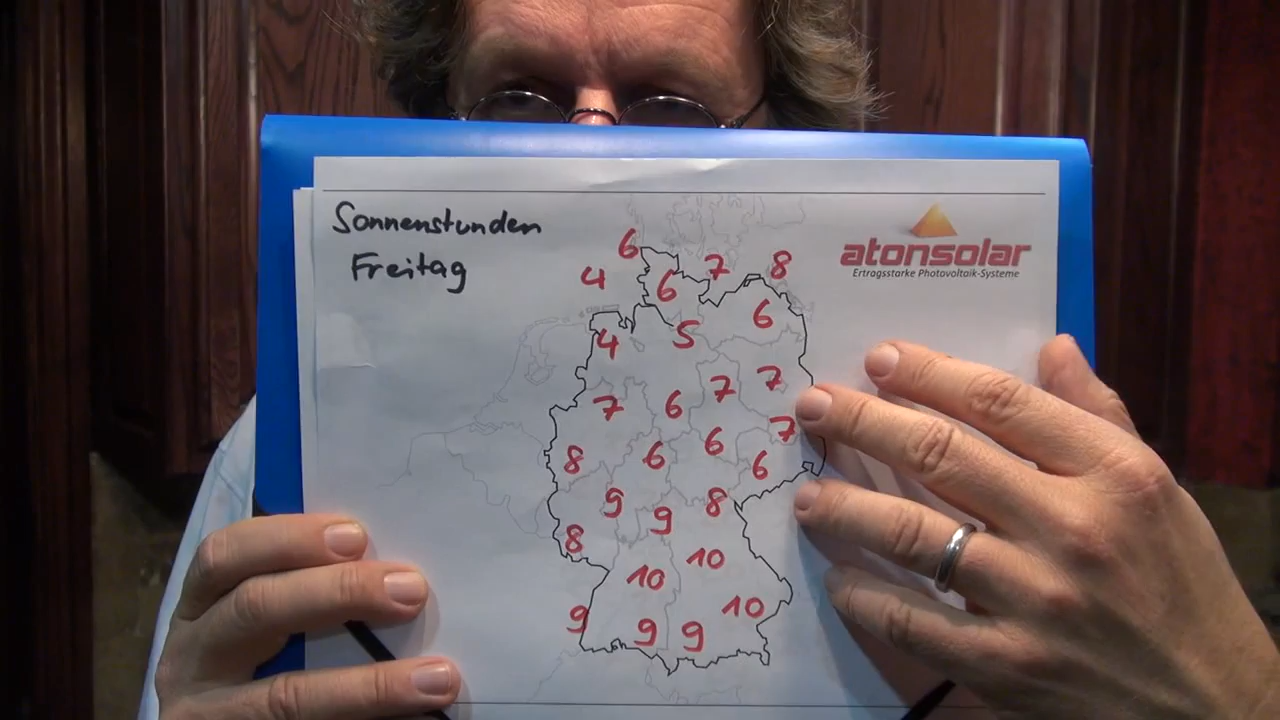 Sonnenstunden
Freitag
atonsolar
Ertragsstarke Photovoltaik-Systeme
6
4 6 7 8
6
4 5
7 6 7 7
8 6 6 7
6
9 9 8
8 10
10
9 9 9 10